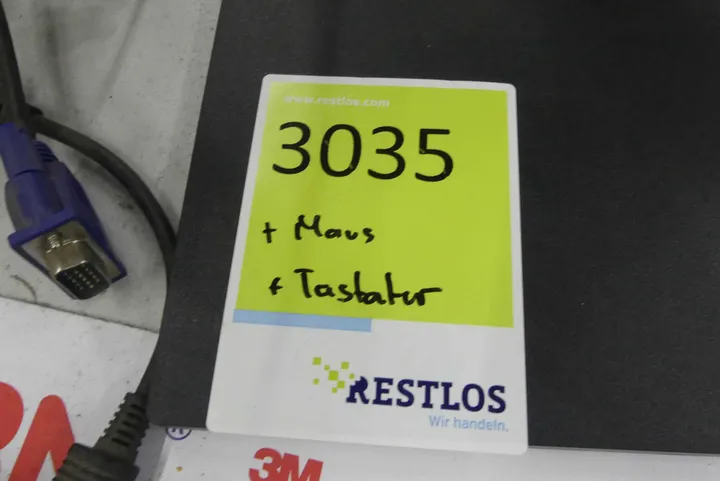 www.restlos.com
3035
+ Maus
+ Tastatur
RESTLOS
Wir handeln.
3M